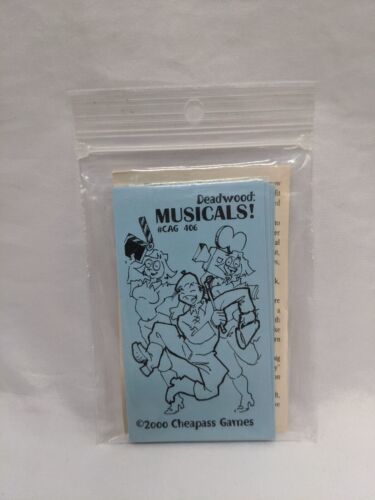 Deadwood:
MUSICALS!
#CAG 406
©2000 Cheapass Games